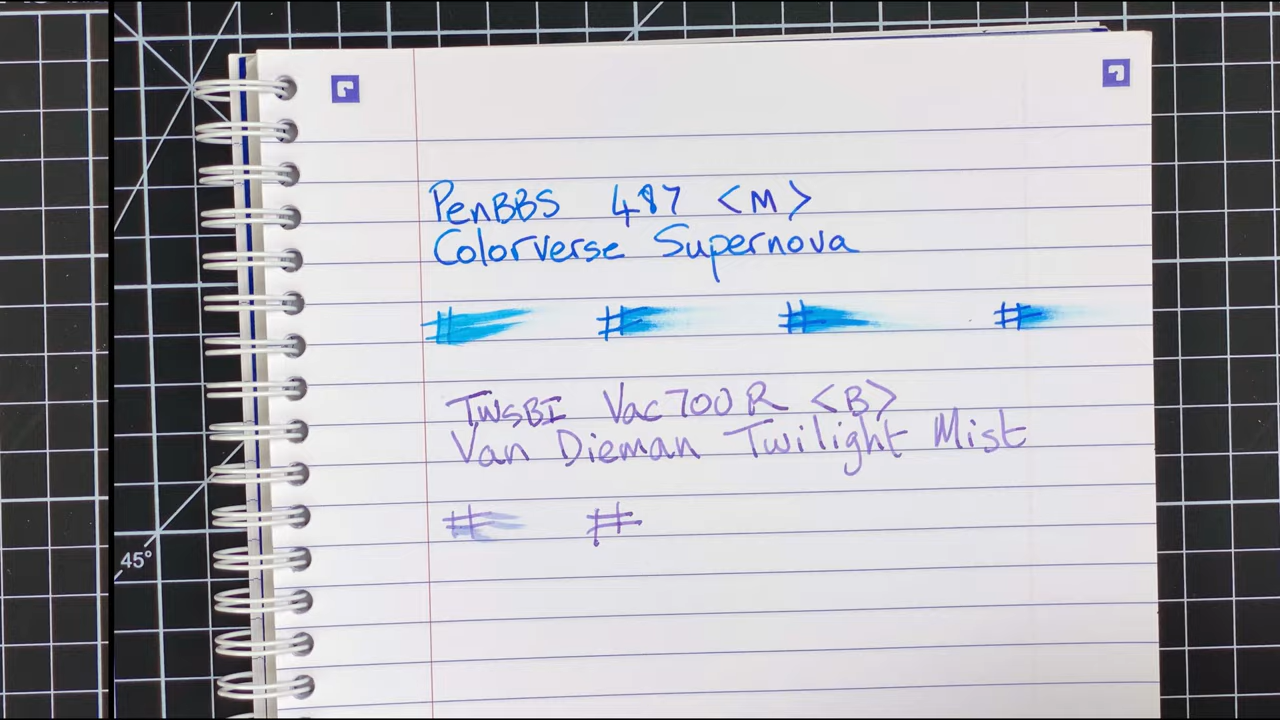 PenBBS 487 <M>
Colorverse Supernova
# # # #
TWSBI Vac700R <B>
Van Dieman Twilight Mist
# #
45°